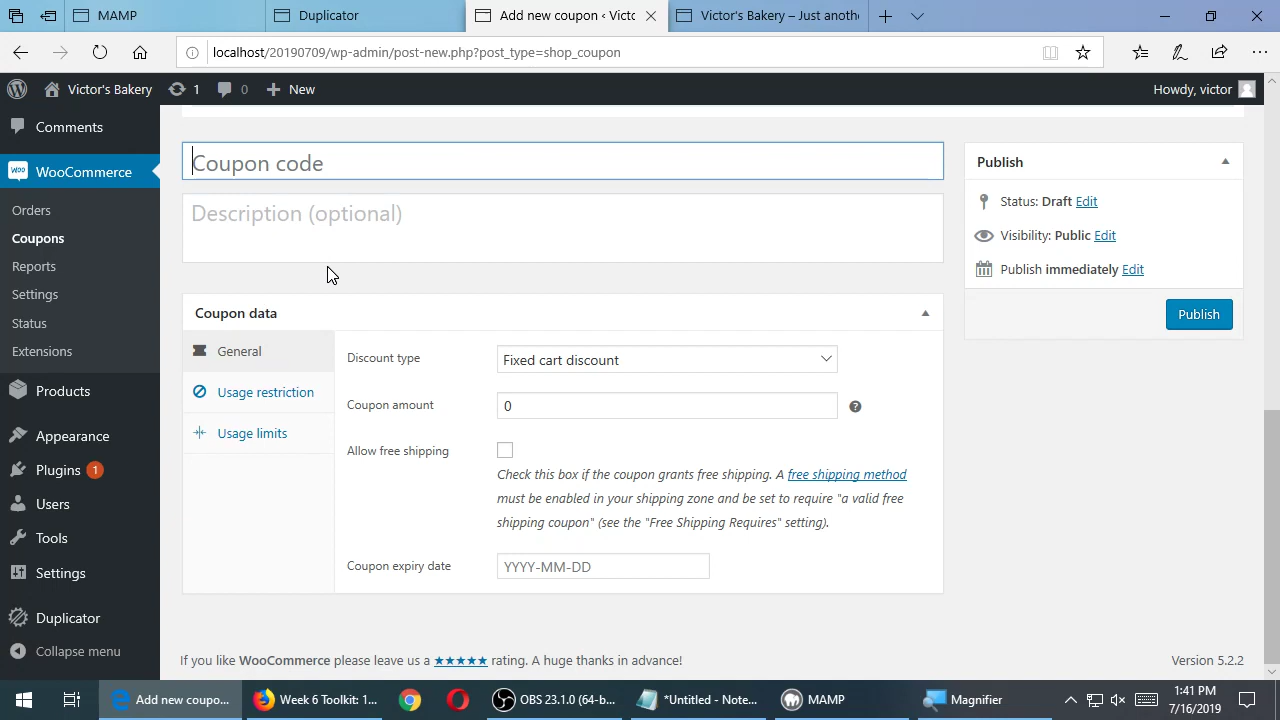 MAMP
Duplicator
Add new coupon ‹ Victo
Victor's Bakery – Just anoth
localhost/20190709/wp-admin/post-new.php?post_type=shop_coupon
Victor's Bakery
1
0
New
Howdy, victor
Comments
WooCommerce
Orders
Coupons
Reports
Settings
Status
Extensions
Products
Appearance
Plugins 1
Users
Tools
Settings
Duplicator
Collapse menu
Coupon code
Description (optional)
Coupon data
General
Usage restriction
Usage limits
Discount type
Fixed cart discount
Coupon amount
0
Allow free shipping
Check this box if the coupon grants free shipping. A free shipping method
must be enabled in your shipping zone and be set to require "a valid free
shipping coupon" (see the "Free Shipping Requires" setting).
Coupon expiry date
YYYY-MM-DD
Publish
Status: Draft Edit
Visibility: Public Edit
Publish immediately Edit
Publish
If you like WooCommerce please leave us a ★★★★★ rating. A huge thanks in advance!
Version 5.2.2
Add new coupo...
Week 6 Toolkit: 1...
OBS 23.1.0 (64-b...
*Untitled - Note...
MAMP
Magnifier
1:41 PM
7/16/2019